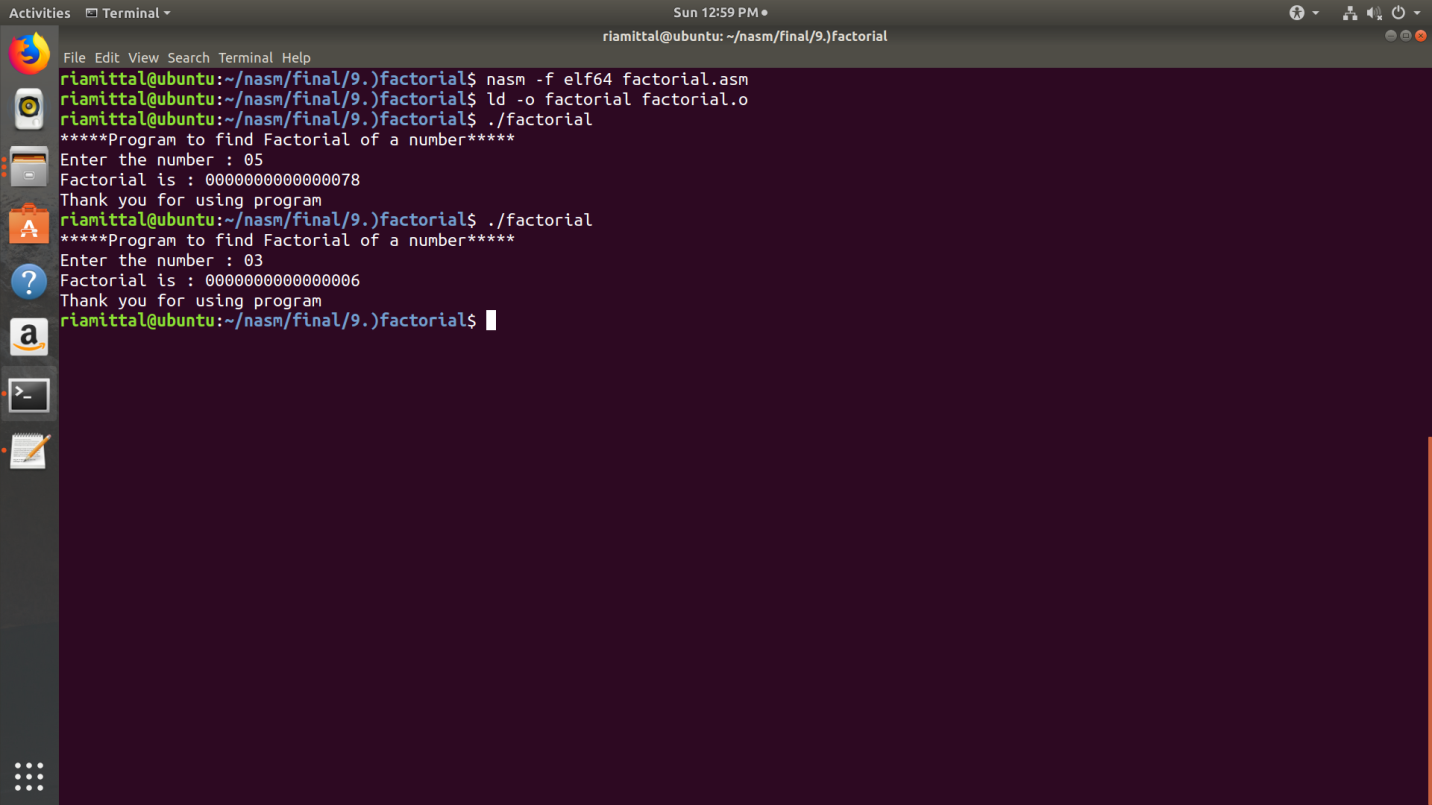 Activities Terminal Sun 12:59 PM
riamittal@ubuntu: ~/nasm/final/9.)factorial
File Edit View Search Terminal Help
riamittal@ubuntu:~/nasm/final/9.)factorial$ nasm -f elf64 factorial.asm
riamittal@ubuntu:~/nasm/final/9.)factorial$ ld -o factorial factorial.o
riamittal@ubuntu:~/nasm/final/9.)factorial$ ./factorial
*****Program to find Factorial of a number*****
Enter the number : 05
Factorial is : 0000000000000078
Thank you for using program
riamittal@ubuntu:~/nasm/final/9.)factorial$ ./factorial
*****Program to find Factorial of a number*****
Enter the number : 03
Factorial is : 0000000000000006
Thank you for using program
riamittal@ubuntu:~/nasm/final/9.)factorial$